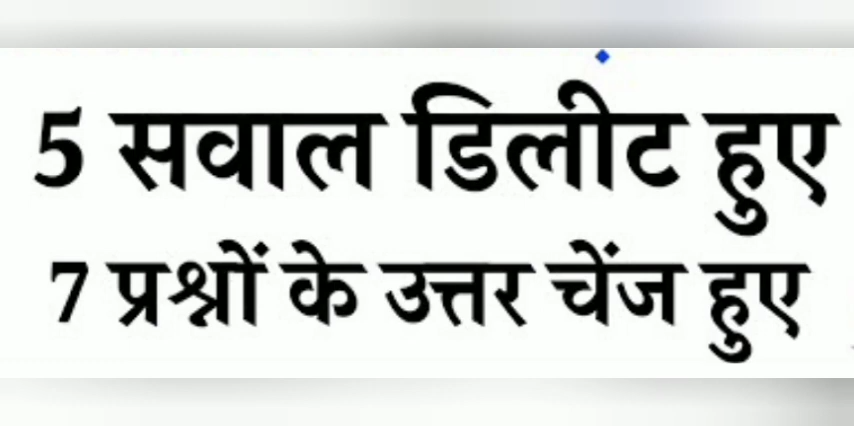 5 सवाल डिलीट हुए
7 प्रश्नों के उत्तर चेंज हुए